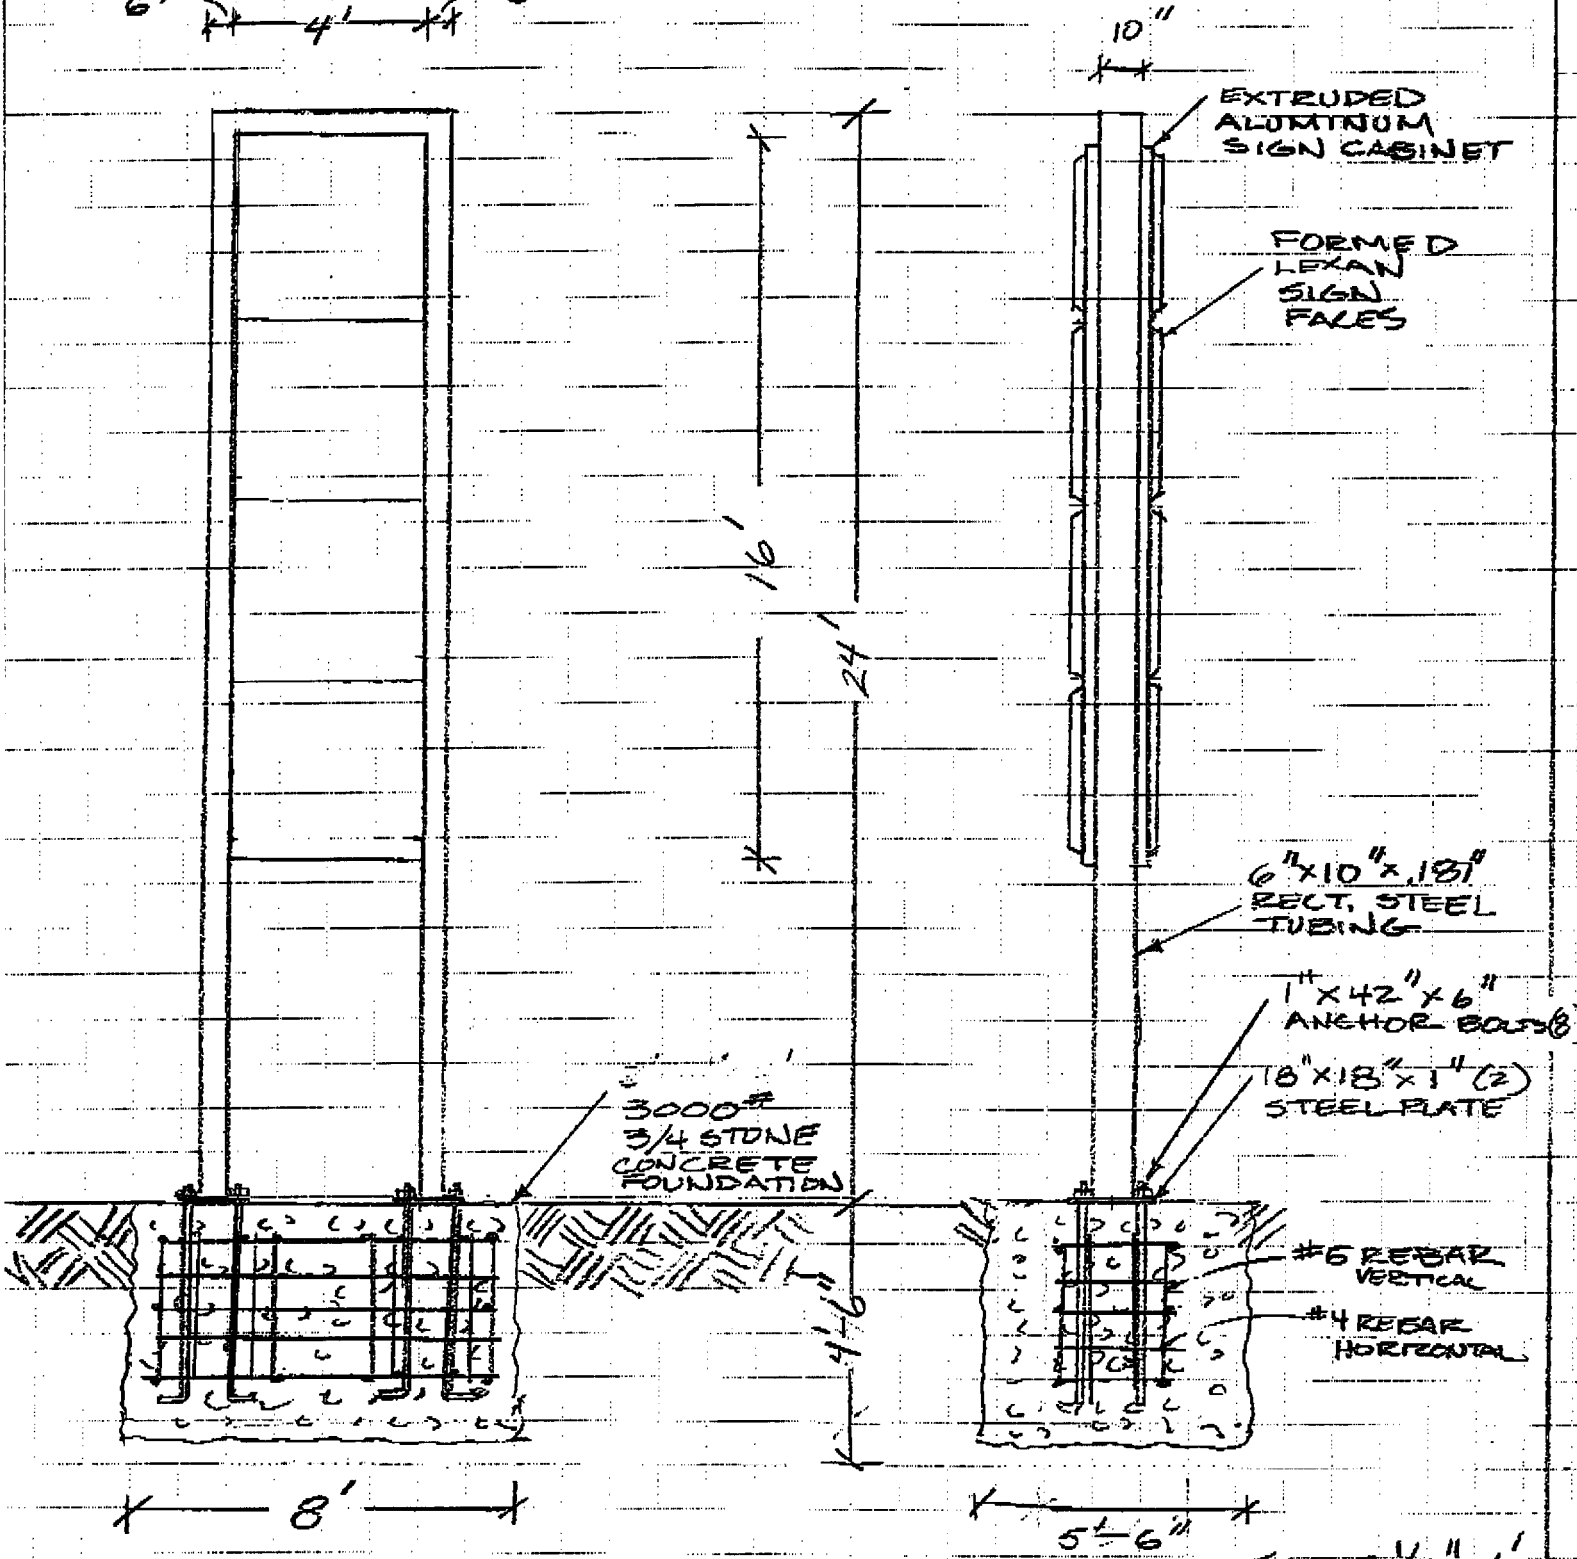 4'
10"
EXTRUDED
ALUMINUM
SIGN CABINET
FORMED
LEXAN
SIGN
FACES
16'
24'
6"X10"X.187"
RECT. STEEL
TUBING
1"X42"X6"
ANCHOR BOLTS(8)
18"X18"X1"(2)
STEEL PLATE
3000#
3/4 STONE
CONCRETE
FOUNDATION
REBAR
VERTICAL
#4 REBAR
HORIZONTAL
4'-6"
8'
5'-6"